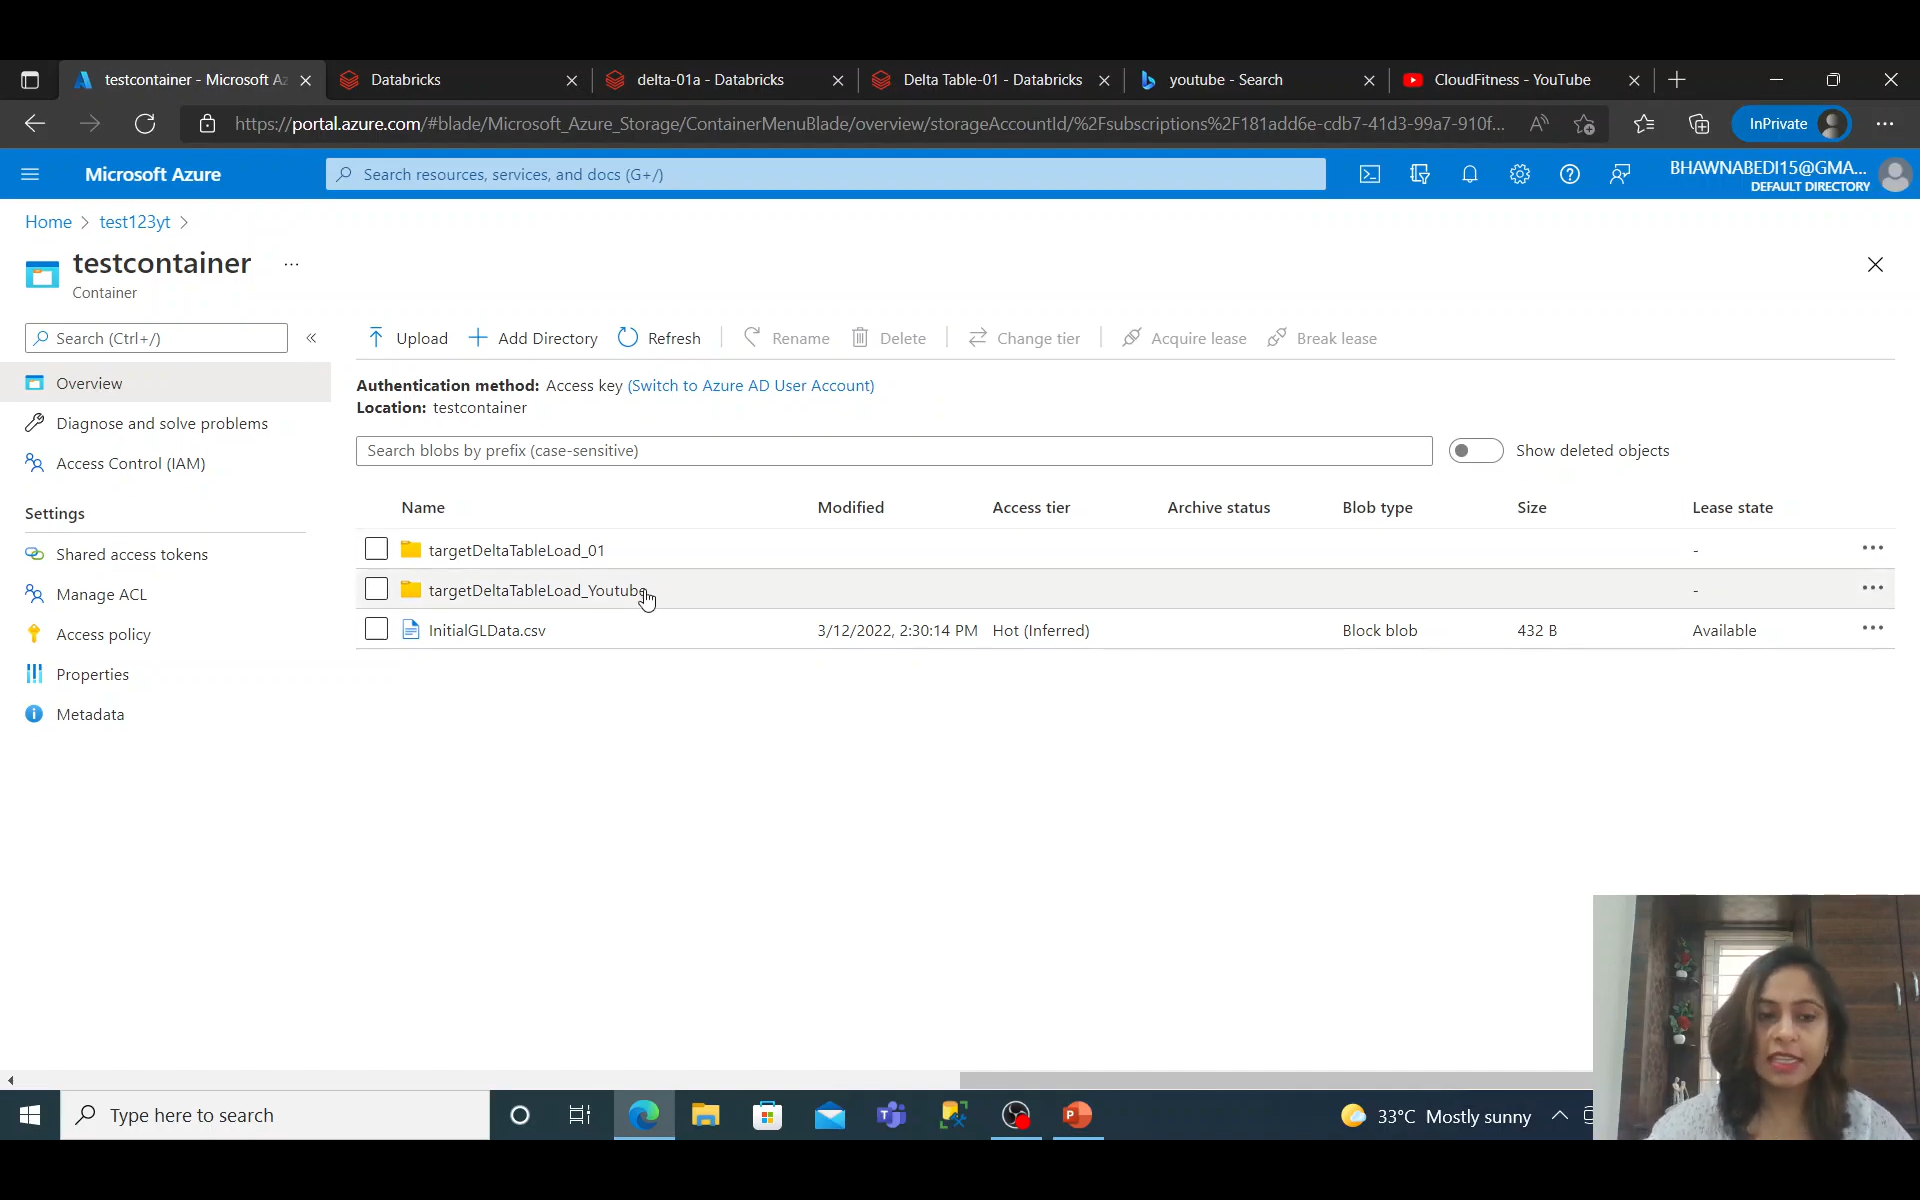 testcontainer - Microsoft Az
Databricks
delta-01a - Databricks
Delta Table-01 - Databricks
youtube - Search
CloudFitness - YouTube
https://portal.azure.com/#blade/Microsoft_Azure_Storage/ContainerMenuBlade/overview/storageAccountId/%2Fsubscriptions%2F181add6e-cdb7-41d3-99a7-910f...
InPrivate
Microsoft Azure
Search resources, services, and docs (G+/)
BHAWNABEDI15@GMA...
DEFAULT DIRECTORY
Home > test123yt >
testcontainer ...
Container
Search (Ctrl+/)
Upload
Add Directory
Refresh
Rename
Delete
Change tier
Acquire lease
Break lease
Overview
Diagnose and solve problems
Access Control (IAM)
Settings
Shared access tokens
Manage ACL
Access policy
Properties
Metadata
Authentication method: Access key (Switch to Azure AD User Account)
Location: testcontainer
Search blobs by prefix (case-sensitive)
Show deleted objects
Name Modified Access tier Archive status Blob type Size Lease state
targetDeltaTableLoad_01 -
targetDeltaTableLoad_Youtube -
InitialGLData.csv 3/12/2022, 2:30:14 PM Hot (Inferred) Block blob 432 B Available
Type here to search
33°C Mostly sunny